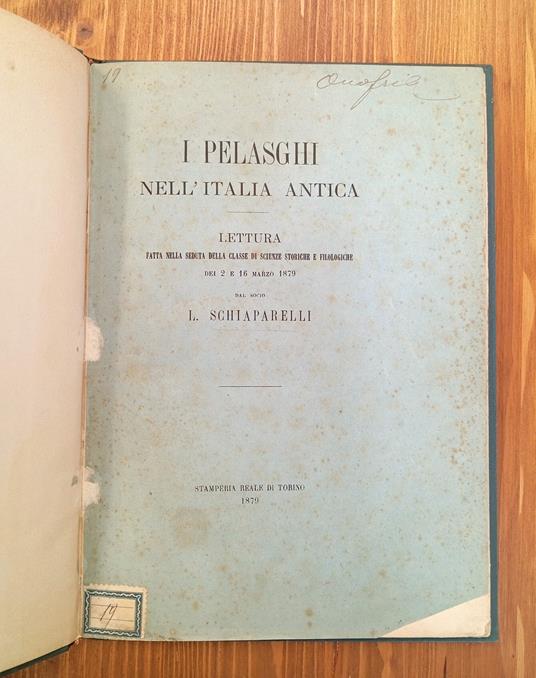 19
I PELASGHI
NELL'ITALIA ANTICA
LETTURA
FATTA NELLA SEDUTA DELLA CLASSE DI SCIENZE STORICHE E FILOLOGICHE
DEI 2 E 16 MARZO 1879
DAL SOCIO
L. SCHIAPARELLI
STAMPERIA REALE DI TORINO
1879
19